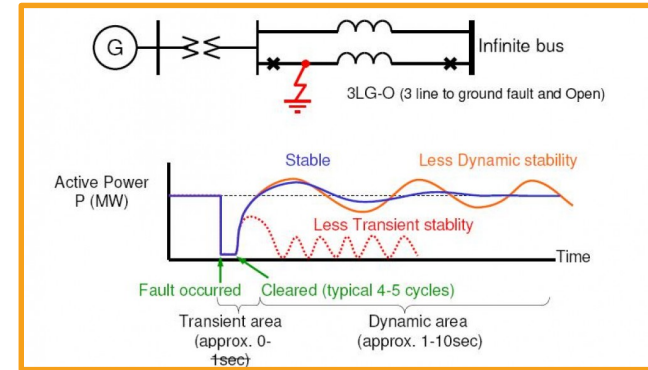 G
Infinite bus
3LG-O (3 line to ground fault and Open)
Stable
Less Dynamic stability
Active Power
P (MW)
Less Transient stablity
Time
Fault occurred
Cleared (typical 4-5 cycles)
Transient area
(approx. 0-
1sec)
Dynamic area
(approx. 1-10sec)